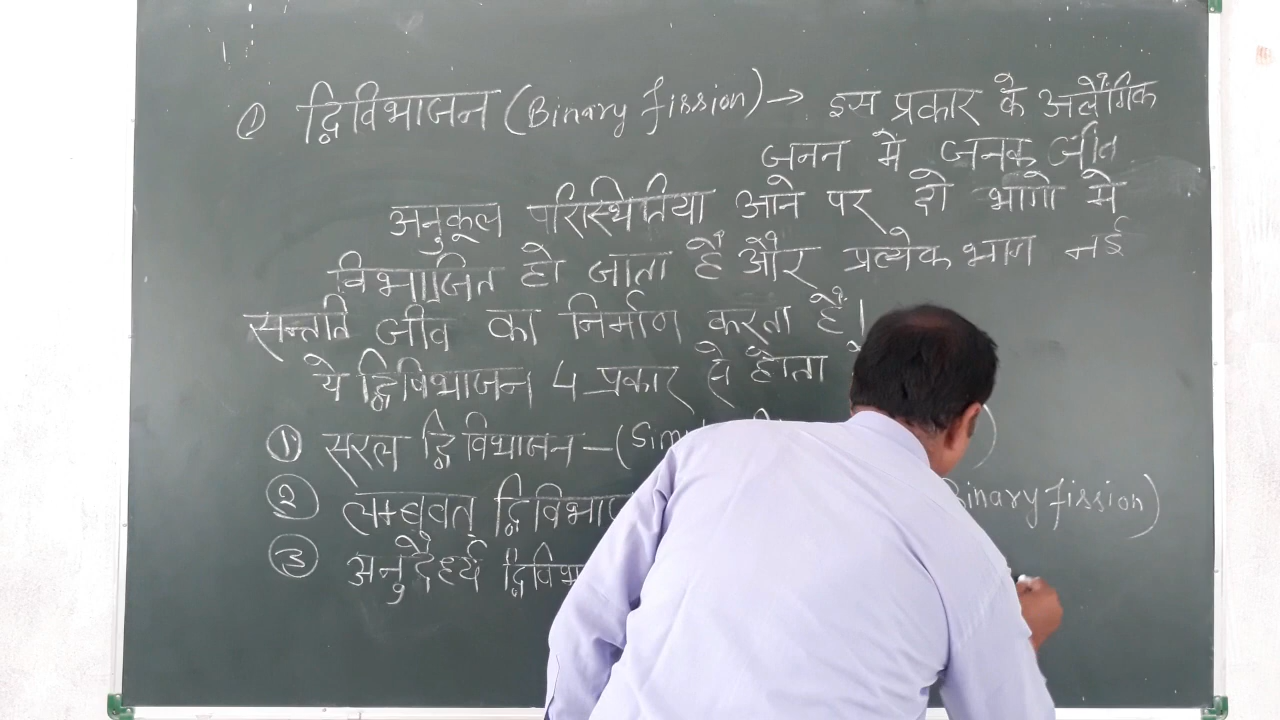 ① द्विविभाजन (Binary fission) → इस प्रकार के अलैंगिक
जनन में जनक जीव
अनुकूल परिस्थितिया आने पर दो भागो मे
विभाजित हो जाता है और प्रत्येक भाग नई
सन्तति जीव का निर्माण करता है।
ये द्विविभाजन 4 प्रकार से होता
① सरल द्विविभाजन – (
② लम्बवत् Binary fission)
③ अनुदैर्ध्य